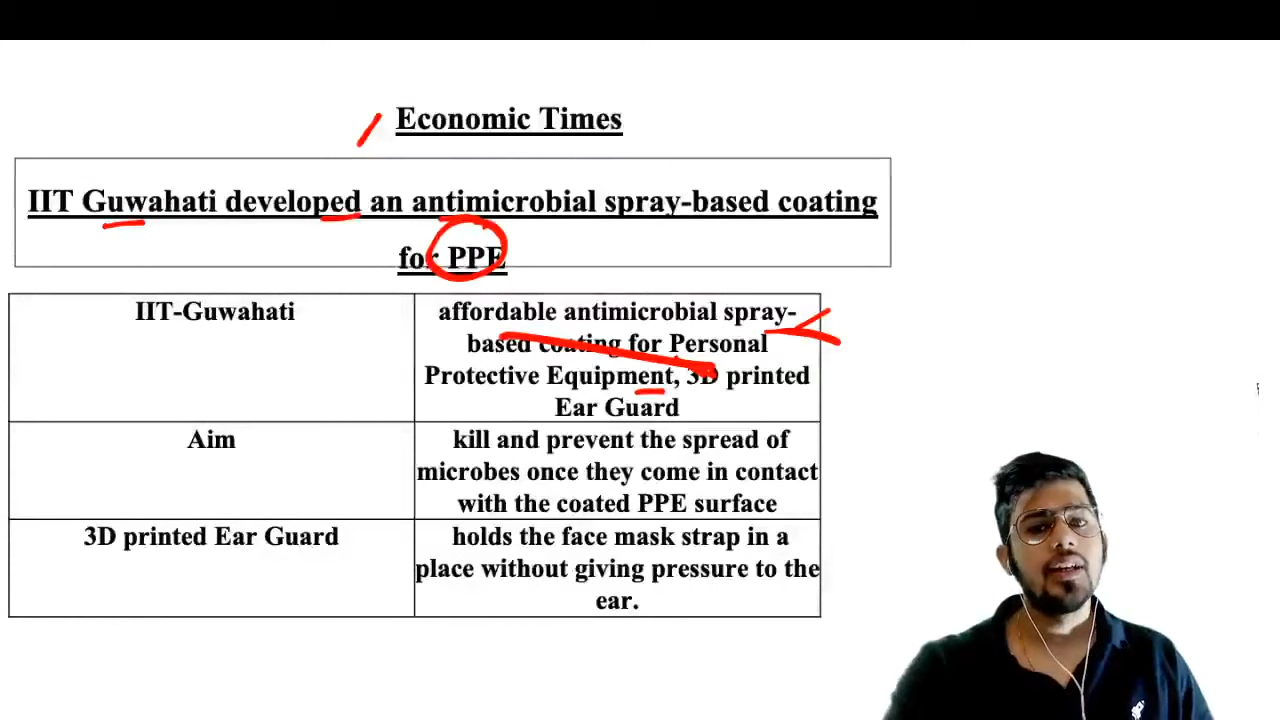 Economic Times
IIT Guwahati developed an antimicrobial spray-based coating
for PPE
IIT-Guwahati
affordable antimicrobial spray-
based coating for Personal
Protective Equipment, 3D printed
Ear Guard
Aim
kill and prevent the spread of
microbes once they come in contact
with the coated PPE surface
3D printed Ear Guard
holds the face mask strap in a
place without giving pressure to the
ear.